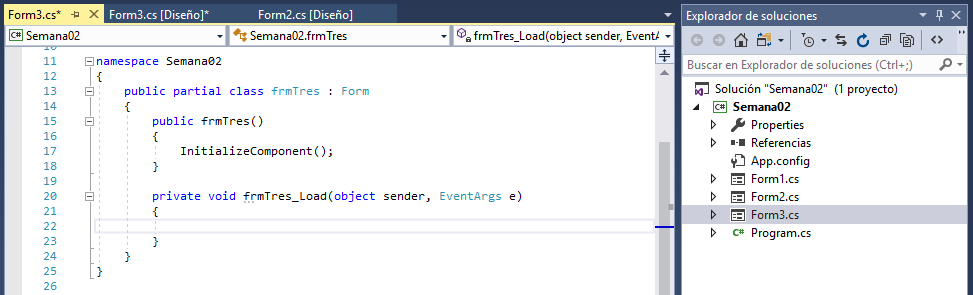 Form3.cs*
Form3.cs [Diseño]*
Form2.cs [Diseño]
Semana02
Semana02.frmTres
frmTres_Load(object sender, EventA
11 namespace Semana02
12 {
13 public partial class frmTres : Form
14 {
15 public frmTres()
16 {
17 InitializeComponent();
18 }
19
20 private void frmTres_Load(object sender, EventArgs e)
21 {
22
23 }
24 }
25 }
26
Explorador de soluciones
Buscar en Explorador de soluciones (Ctrl+;)
Solución "Semana02" (1 proyecto)
C# Semana02
Properties
Referencias
App.config
Form1.cs
Form2.cs
Form3.cs
C# Program.cs